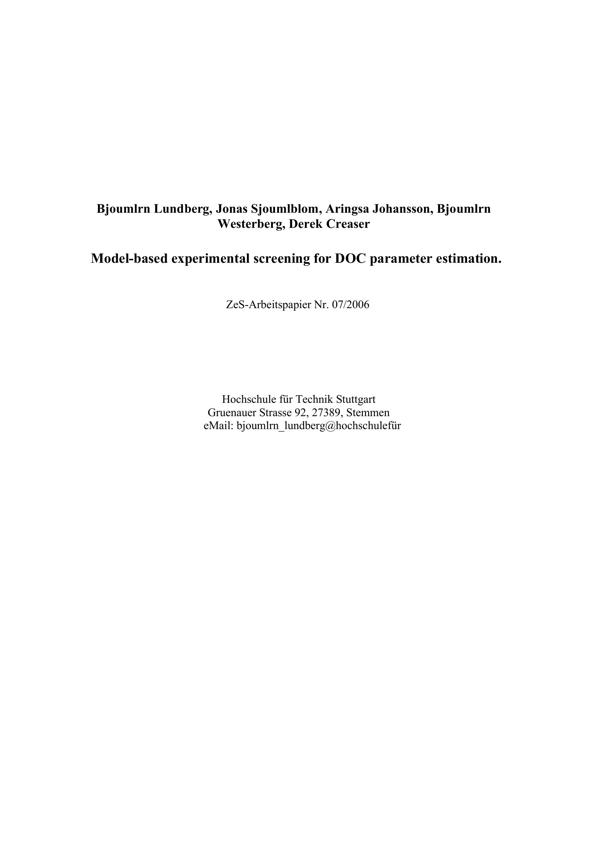 Bjoumlrn Lundberg, Jonas Sjoumlblom, Aringsa Johansson, Bjoumlrn
Westerberg, Derek Creaser
Model-based experimental screening for DOC parameter estimation.
ZeS-Arbeitspapier Nr. 07/2006
Hochschule für Technik Stuttgart
Gruenauer Strasse 92, 27389, Stemmen
eMail: bjoumlrn_lundberg@hochschulefür